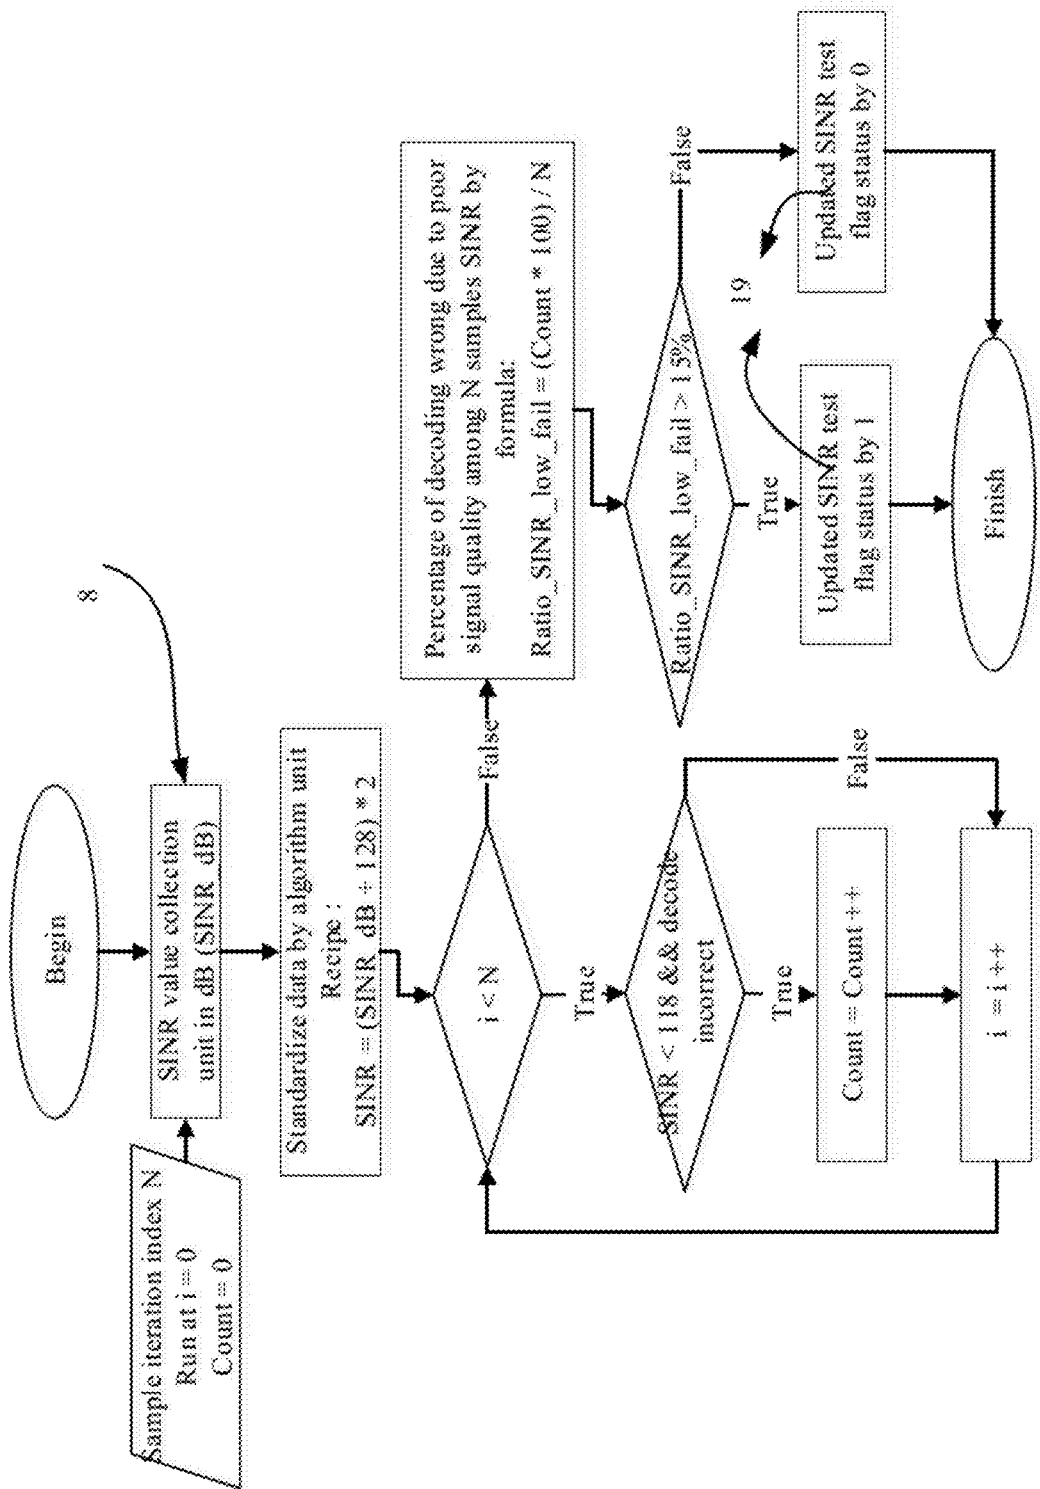 Begin
8
Sample iteration index N
Run at i = 0
Count = 0
SINR value collection
unit in dB (SINR_dB)
Standardize data by algorithm unit
Recipe :
SINR = (SINR_dB + 128) * 2
i < N
False
True
SINR < 118 && decode
incorrect
True
False
Count = Count ++
i = i ++
Percentage of decoding wrong due to poor
signal quality among N samples SINR by
formula:
Ratio_SINR_low_fail = (Count * 100) / N
Ratio_SINR_low_fail > 15%
True
False
19
Updated SINR test
flag status by 1
Updated SINR test
flag status by 0
Finish